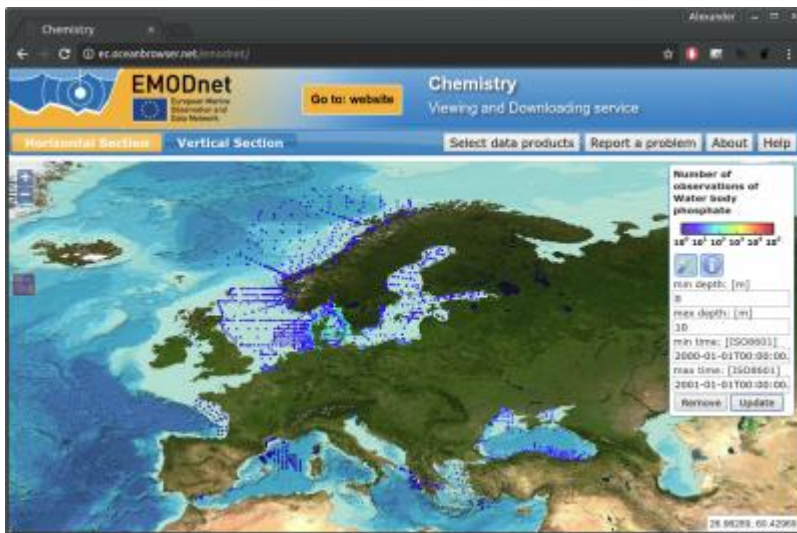 Chemistry
Alexander
ec.oceanbrowser.net/emodnet/
EMODnet
European Marine
Observation and
Data Network
Go to: website
Chemistry
Viewing and Downloading service
Horizontal Section
Vertical Section
Select data products
Report a problem
About
Help
Number of
observations of
Water body
phosphate
min depth: [m]
max depth: [m]
10
min time: [ISO8601]
2000-01-01T00:00:00.
max time: [ISO8601]
2001-01-01T00:00:00.
Remove
Update